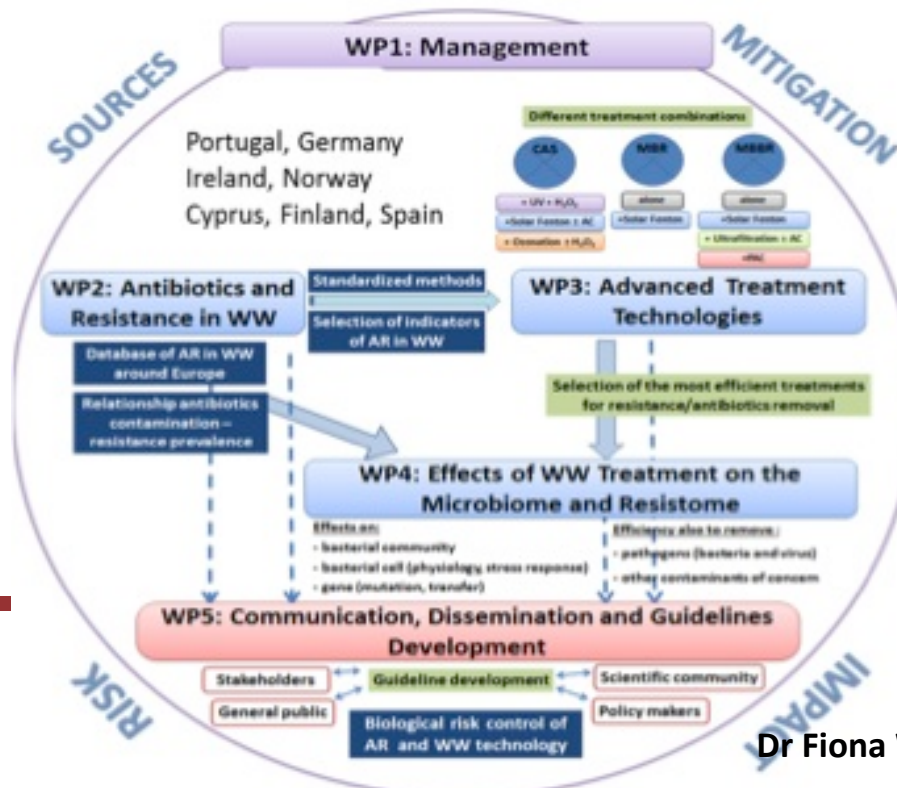 WP1: Management
SOURCES
MITIGATION
Portugal, Germany
Ireland, Norway
Cyprus, Finland, Spain
Different treatment combinations
CAS
MBR
MBBR
+ UV + H₂O₂
+Solar Fenton ± AC
+ Ozonation ± H₂O₂
alone
+Solar Fenton
alone
+Solar Fenton
+ Ultrafiltration ± AC
+PAC
WP2: Antibiotics and
Resistance in WW
Standardized methods
Selection of indicators
of AR in WW
WP3: Advanced Treatment
Technologies
Database of AR in WW
around Europe
Relationship antibiotics
contamination –
resistance prevalence
Selection of the most efficient treatments
for resistance/antibiotics removal
WP4: Effects of WW Treatment on the
Microbiome and Resistome
Effects on:
- bacterial community
- bacterial cell (physiology, stress response)
- gene (mutation, transfer)
Efficiency also to remove:
- pathogens (bacteria and virus)
- other contaminants of concern
WP5: Communication, Dissemination and Guidelines
Development
Stakeholders
General public
Guideline development
Scientific community
Policy makers
Biological risk control of
AR and WW technology
RISK
IMPACT
Dr Fiona